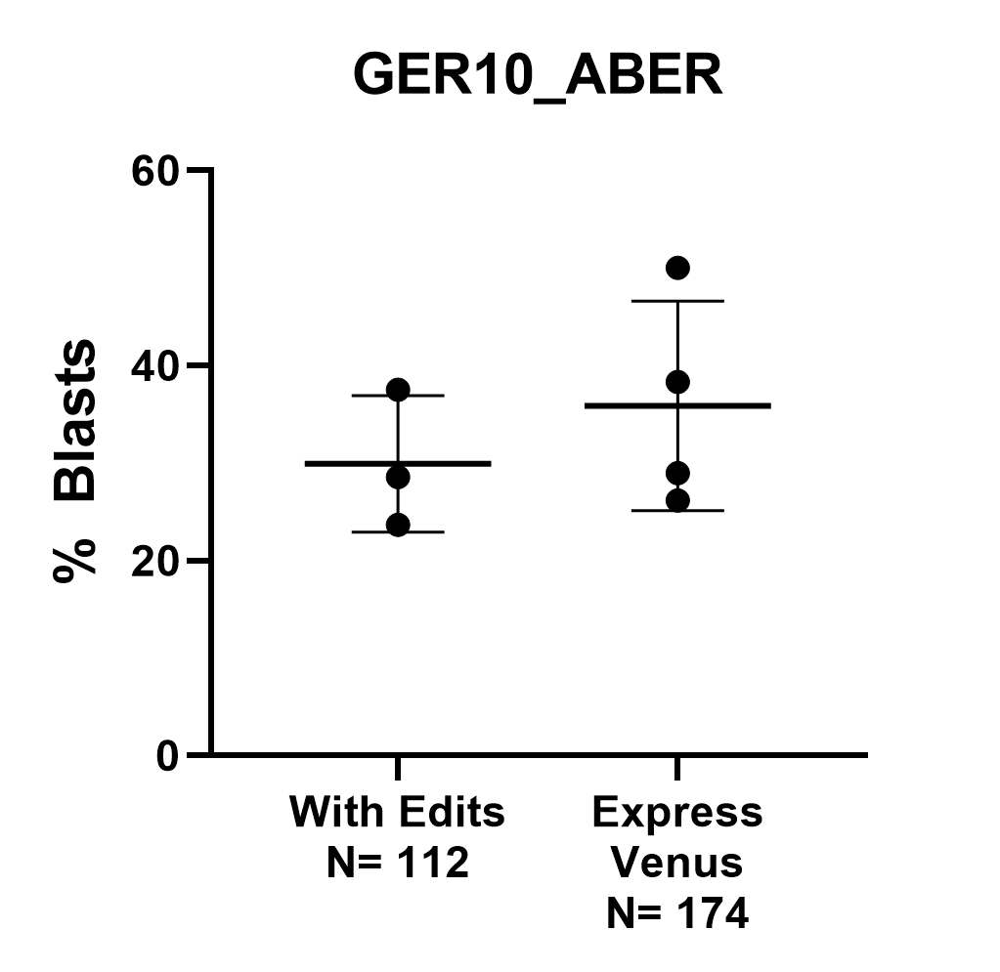 GER10_ABER
60
40
20
0
% Blasts
With Edits
N= 112
Express
Venus
N= 174